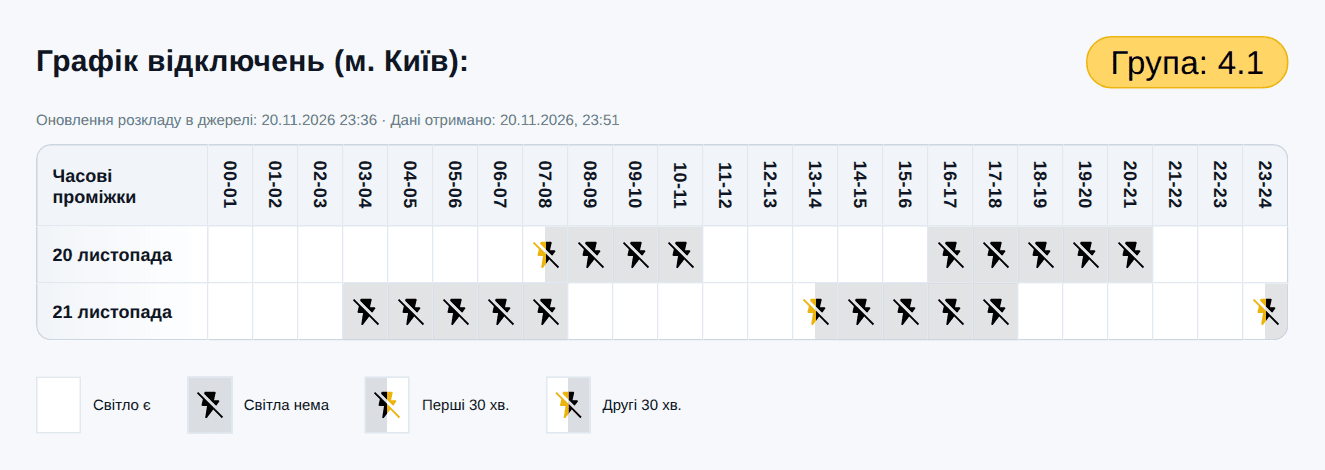 Графік відключень (м. Київ):
Група: 4.1
Оновлення розкладу в джерелі: 20.11.2026 23:36 · Дані отримано: 20.11.2026, 23:51
Часові
проміжки
00-01 01-02 02-03 03-04 04-05 05-06 06-07 07-08 08-09 09-10 10-11 11-12 12-13 13-14 14-15 15-16 16-17 17-18 18-19 19-20 20-21 21-22 22-23 23-24
20 листопада
21 листопада
Світло є Світла нема Перші 30 хв. Другі 30 хв.